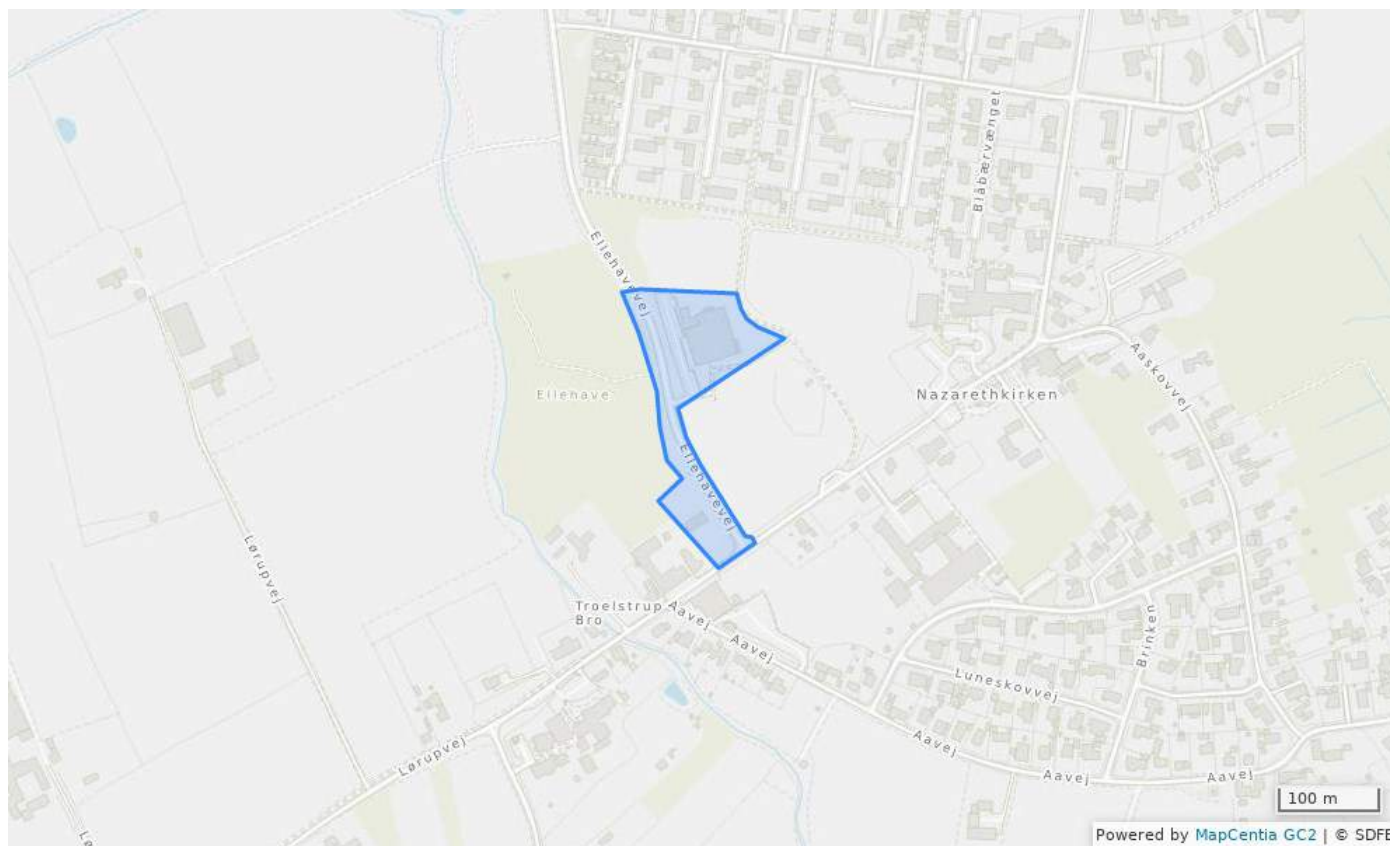 Blåbærvænget
Ellehavevej
Ellehave
Nazarethkirken
Aaskovvej
Ellehavevej
Lørupvej
Troelstrup
Bro
Aavej
Aavej
Brinken
Luneskovvej
Aavej
Lørupvej
Aavej
Aavej
100 m
Powered by MapCentia GC2 | © SDFE